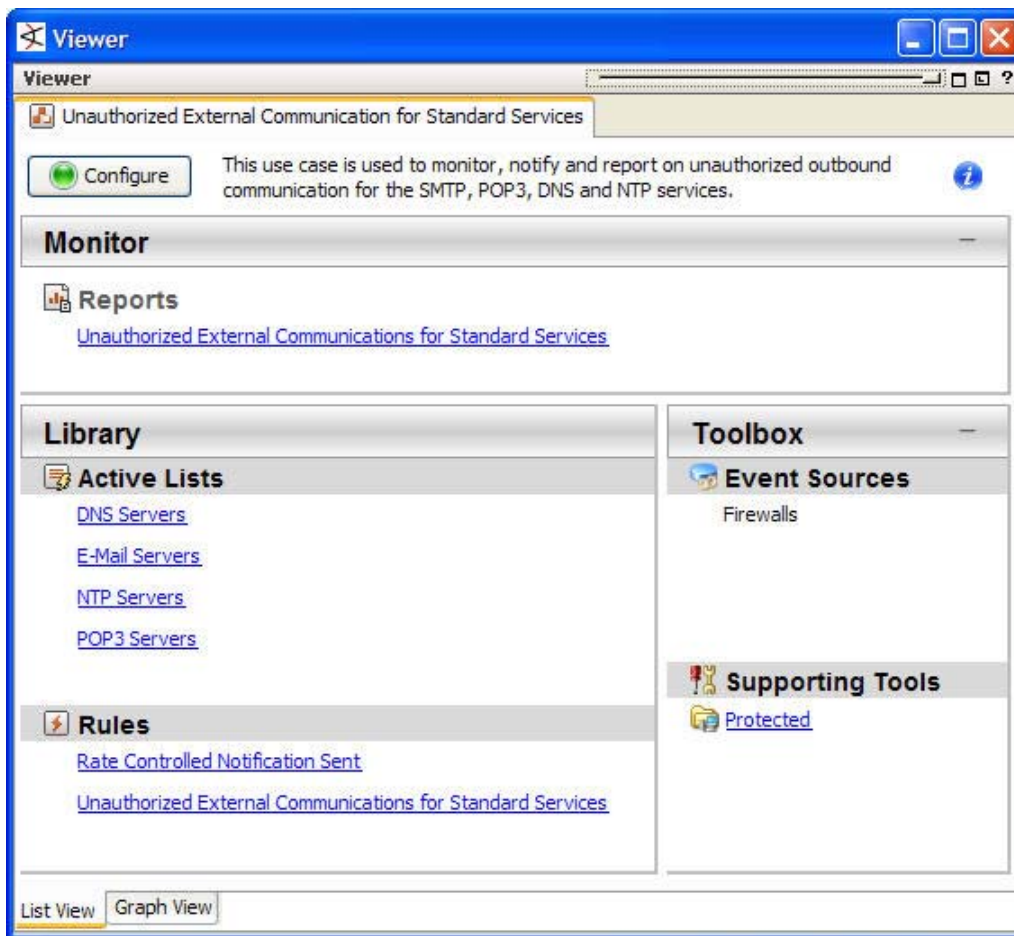 Viewer
Viewer
?
Unauthorized External Communication for Standard Services
Configure
This use case is used to monitor, notify and report on unauthorized outbound
communication for the SMTP, POP3, DNS and NTP services.
Monitor
Reports
Unauthorized External Communications for Standard Services
Library
Active Lists
DNS Servers
E-Mail Servers
NTP Servers
POP3 Servers
Rules
Rate Controlled Notification Sent
Unauthorized External Communications for Standard Services
Toolbox
Event Sources
Firewalls
Supporting Tools
Protected
List View
Graph View